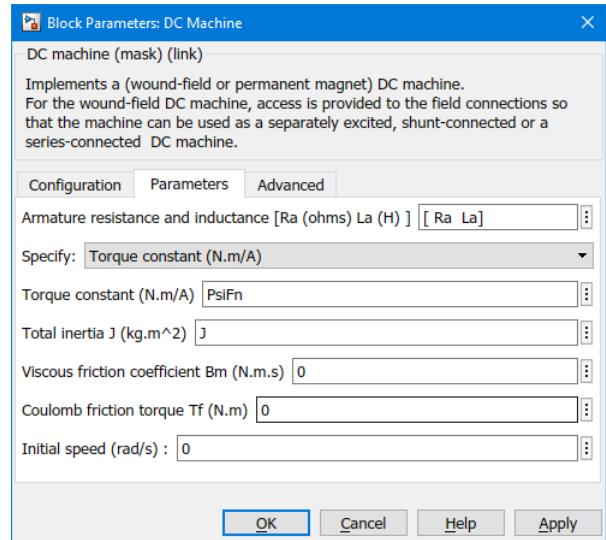 Block Parameters: DC Machine
DC machine (mask) (link)
Implements a (wound-field or permanent magnet) DC machine.
For the wound-field DC machine, access is provided to the field connections so
that the machine can be used as a separately excited, shunt-connected or a
series-connected DC machine.
Configuration Parameters Advanced
Armature resistance and inductance [Ra (ohms) La (H) ] [ Ra La]
Specify: Torque constant (N.m/A)
Torque constant (N.m/A) PsiFn
Total inertia J (kg.m^2) J
Viscous friction coefficient Bm (N.m.s) 0
Coulomb friction torque Tf (N.m) 0
Initial speed (rad/s) : 0
OK Cancel Help Apply